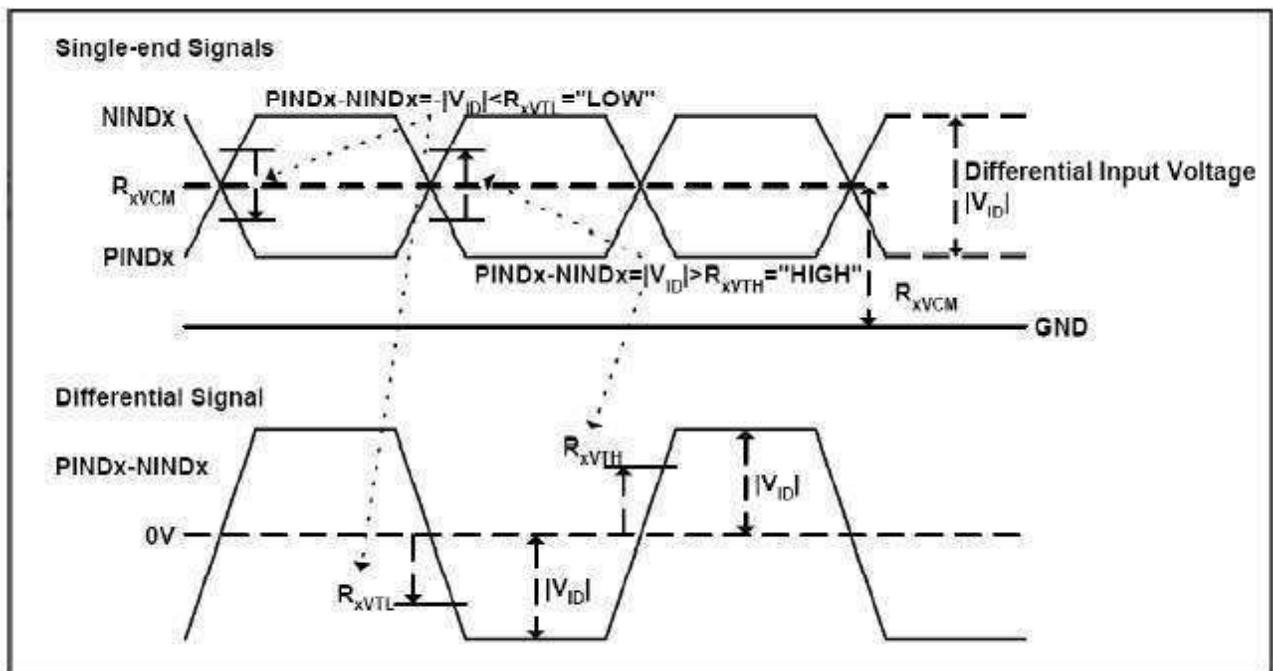 Single-end Signals
PINDx-NINDx=-|VID|<RxVTL="LOW"
NINDx
RxVCM
Differential Input Voltage
|VID|
PINDx
PINDx-NINDx=|VID|>RxVTH="HIGH"
RxVCM
GND
Differential Signal
PINDx-NINDx
RxVTH
|VID|
0V
RxVTL
|VID|